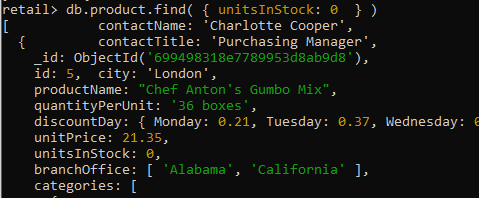 retail> db.product.find( { unitsInStock: 0  } )
[           contactName: 'Charlotte Cooper',
  {         contactTitle: 'Purchasing Manager',
    _id: ObjectId('699498318e7789953d8ab9d8'),
    id: 5,  city: 'London',
    productName: "Chef Anton's Gumbo Mix",
    quantityPerUnit: '36 boxes',
    discountDay: { Monday: 0.21, Tuesday: 0.37, Wednesday: 0
    unitPrice: 21.35,
    unitsInStock: 0,
    branchOffice: [ 'Alabama', 'California' ],
    categories: [